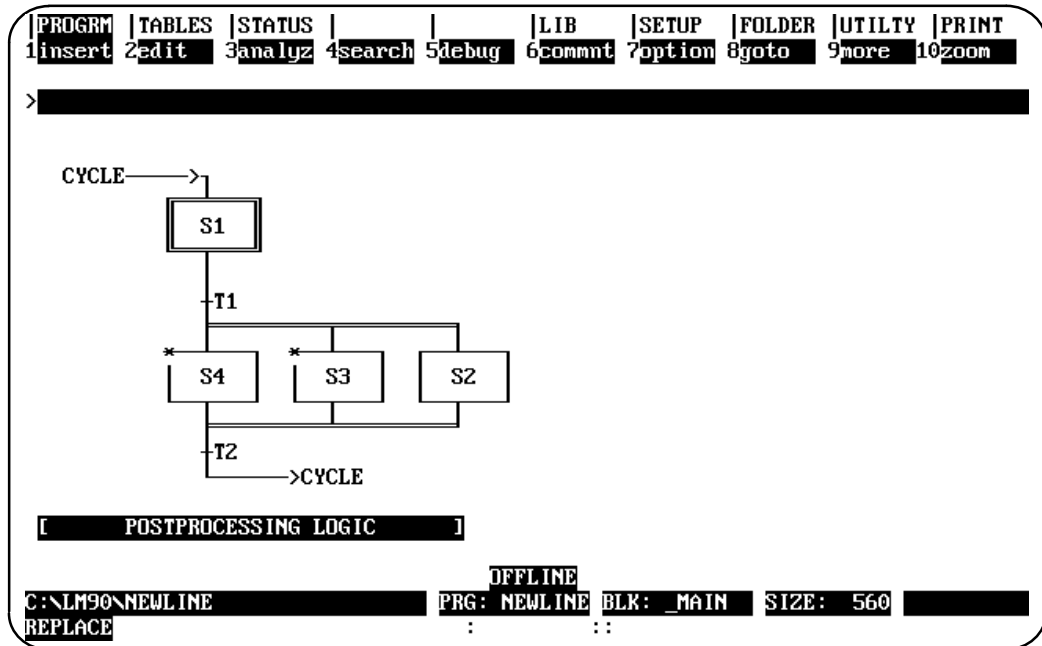 |PROGRM |TABLES |STATUS | | |LIB |SETUP |FOLDER |UTILTY |PRINT
1insert 2edit 3analyz 4search 5debug 6commnt 7option 8goto 9more 10zoom
>
CYCLE >
S1
T1
* *
S4 S3 S2
T2
>CYCLE
[ POSTPROCESSING LOGIC ]
OFFLINE
C:\LM90\NEWLINE PRG: NEWLINE BLK: _MAIN SIZE: 560
REPLACE : ::